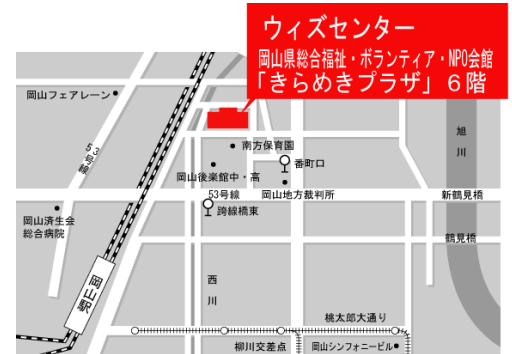 ウィズセンター
岡山県総合福祉・ボランティア・NPO会館
「きらめきプラザ」６階
岡山フェアレーン
53号線
旭川
南方保育園
番町口
岡山後楽館中・高
53号線
岡山地方裁判所
新鶴見橋
跨線橋東
岡山済生会
総合病院
鶴見橋
岡山駅
西川
桃太郎大通り
柳川交差点
岡山シンフォニービル